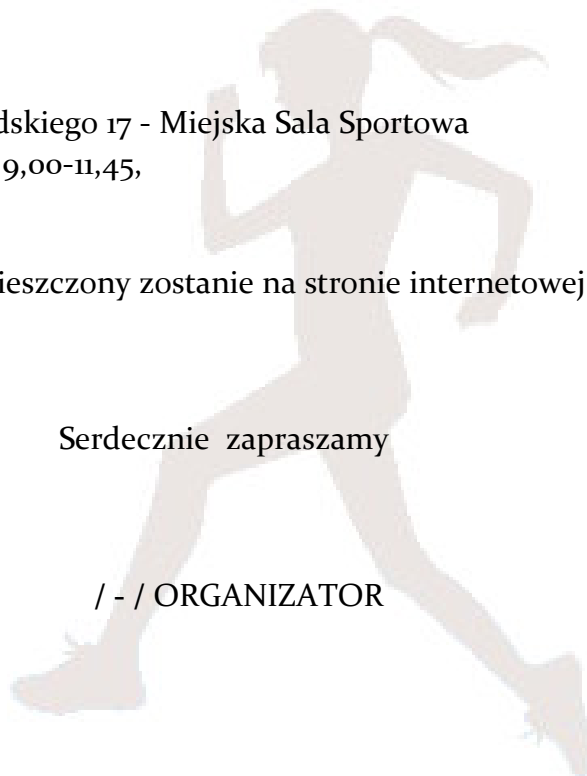 dskiego 17 - Miejska Sala Sportowa
9,00-11,45,
ieszczony zostanie na stronie internetowej
Serdecznie zapraszamy
/ - / ORGANIZATOR